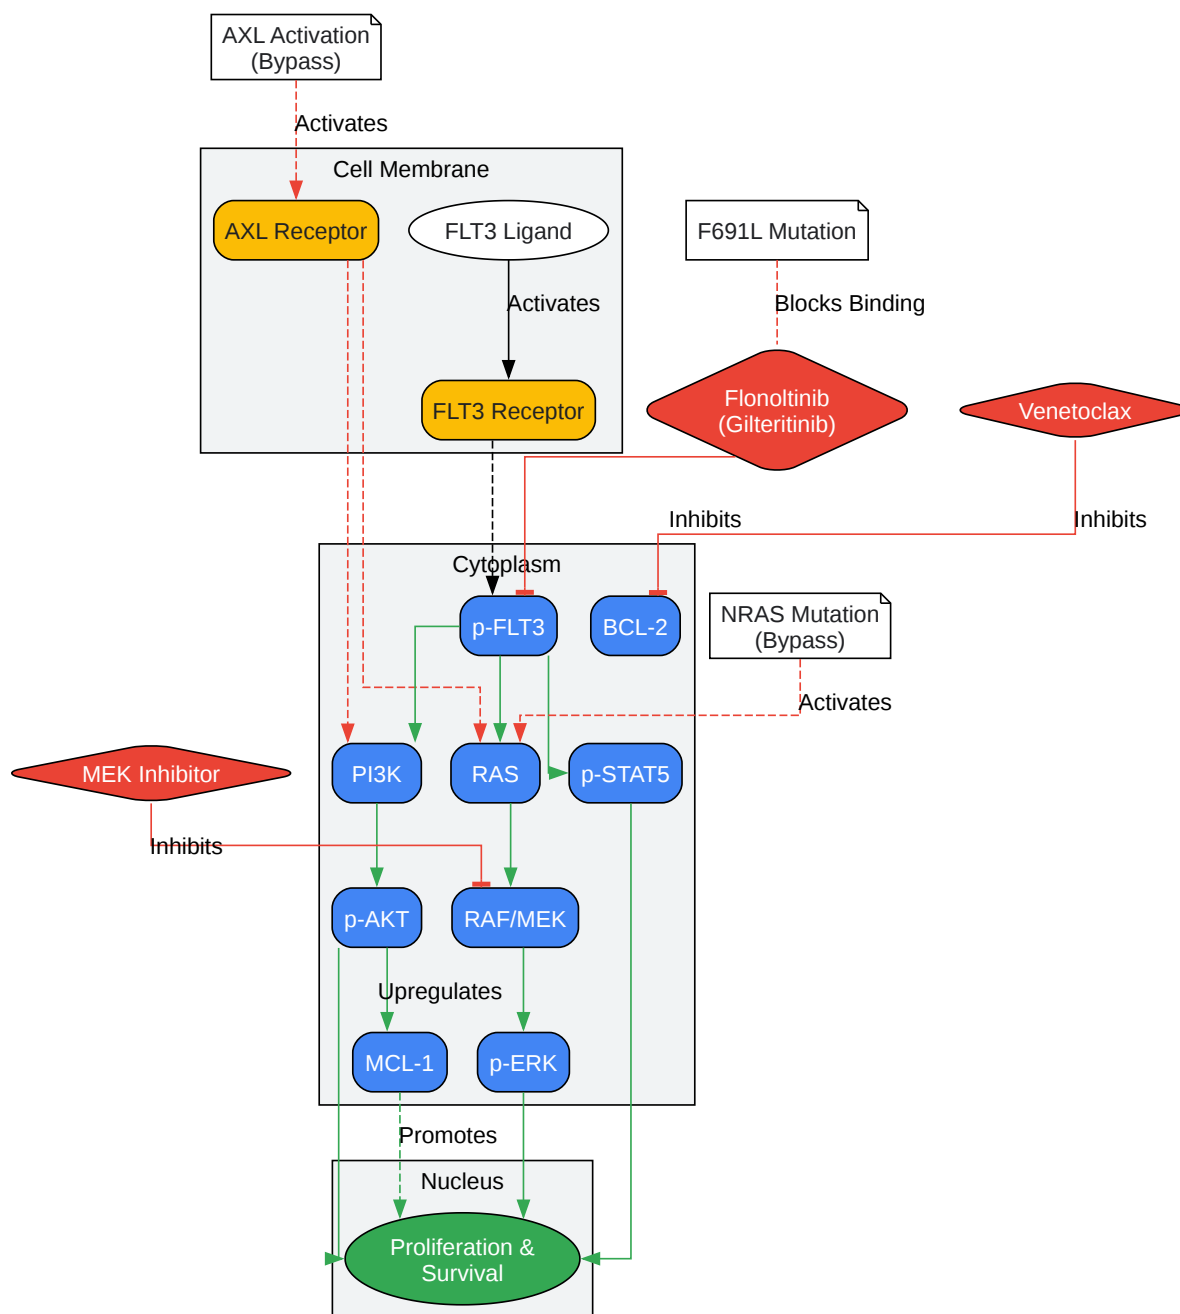 AXL Activation
(Bypass)
Activates
Cell Membrane
AXL Receptor
FLT3 Ligand
F691L Mutation
Activates
Blocks Binding
FLT3 Receptor
Flonoltinib
(Gilteritinib)
Venetoclax
Inhibits
Inhibits
Cytoplasm
p-FLT3
BCL-2
NRAS Mutation
(Bypass)
Activates
MEK Inhibitor
PI3K
RAS
p-STAT5
Inhibits
p-AKT
RAF/MEK
Upregulates
MCL-1
p-ERK
Promotes
Nucleus
Proliferation &
Survival